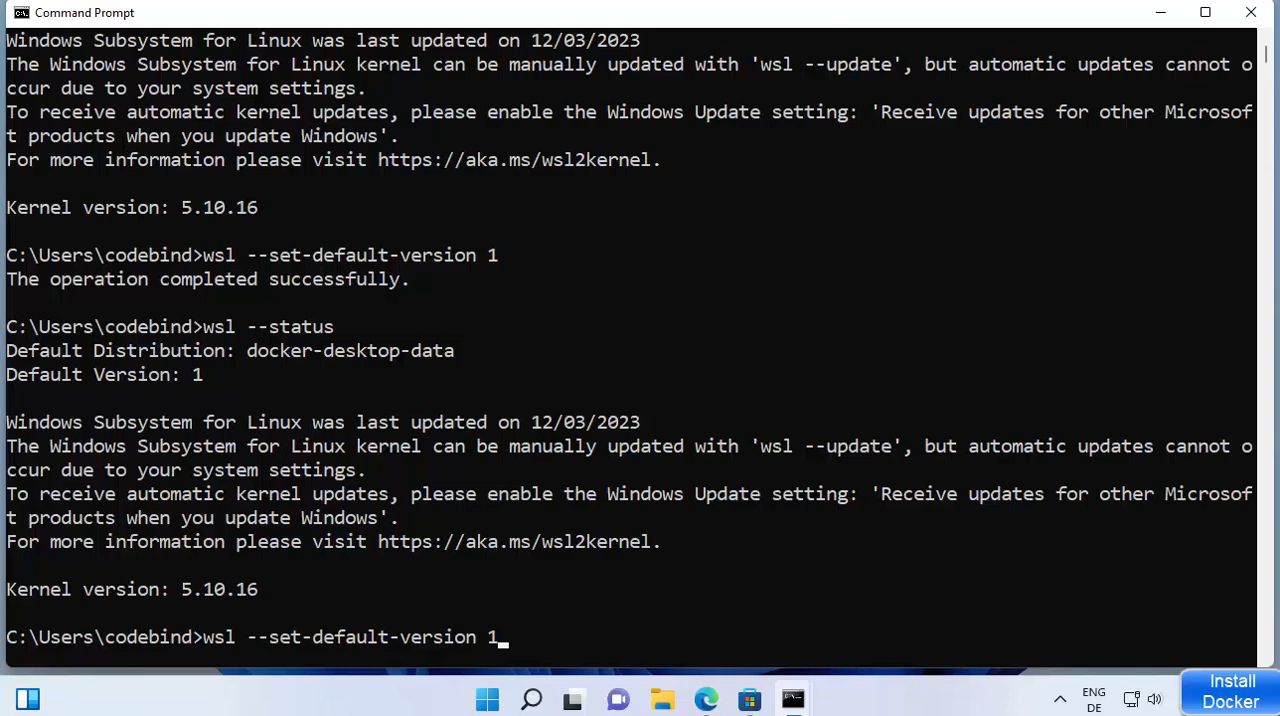 Command Prompt
Windows Subsystem for Linux was last updated on 12/03/2023
The Windows Subsystem for Linux kernel can be manually updated with 'wsl --update', but automatic updates cannot o
ccur due to your system settings.
To receive automatic kernel updates, please enable the Windows Update setting: 'Receive updates for other Microsof
t products when you update Windows'.
For more information please visit https://aka.ms/wsl2kernel.
Kernel version: 5.10.16
C:\Users\codebind>wsl --set-default-version 1
The operation completed successfully.
C:\Users\codebind>wsl --status
Default Distribution: docker-desktop-data
Default Version: 1
Windows Subsystem for Linux was last updated on 12/03/2023
The Windows Subsystem for Linux kernel can be manually updated with 'wsl --update', but automatic updates cannot o
ccur due to your system settings.
To receive automatic kernel updates, please enable the Windows Update setting: 'Receive updates for other Microsof
t products when you update Windows'.
For more information please visit https://aka.ms/wsl2kernel.
Kernel version: 5.10.16
C:\Users\codebind>wsl --set-default-version 1
ENG
DE
Install
Docker